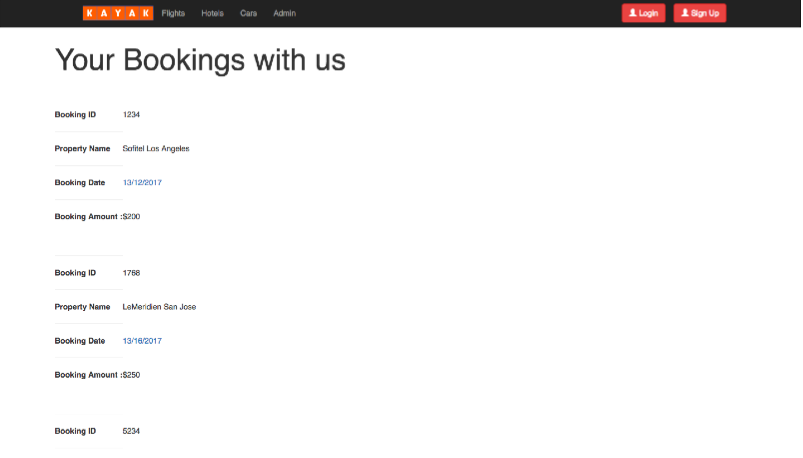 K A Y A K Flights Hotels Cars Admin Login Sign Up
Your Bookings with us
Booking ID 1234
Property Name Sofitel Los Angeles
Booking Date 13/12/2017
Booking Amount :$200
Booking ID 1768
Property Name LeMeridien San Jose
Booking Date 13/16/2017
Booking Amount :$250
Booking ID 5234